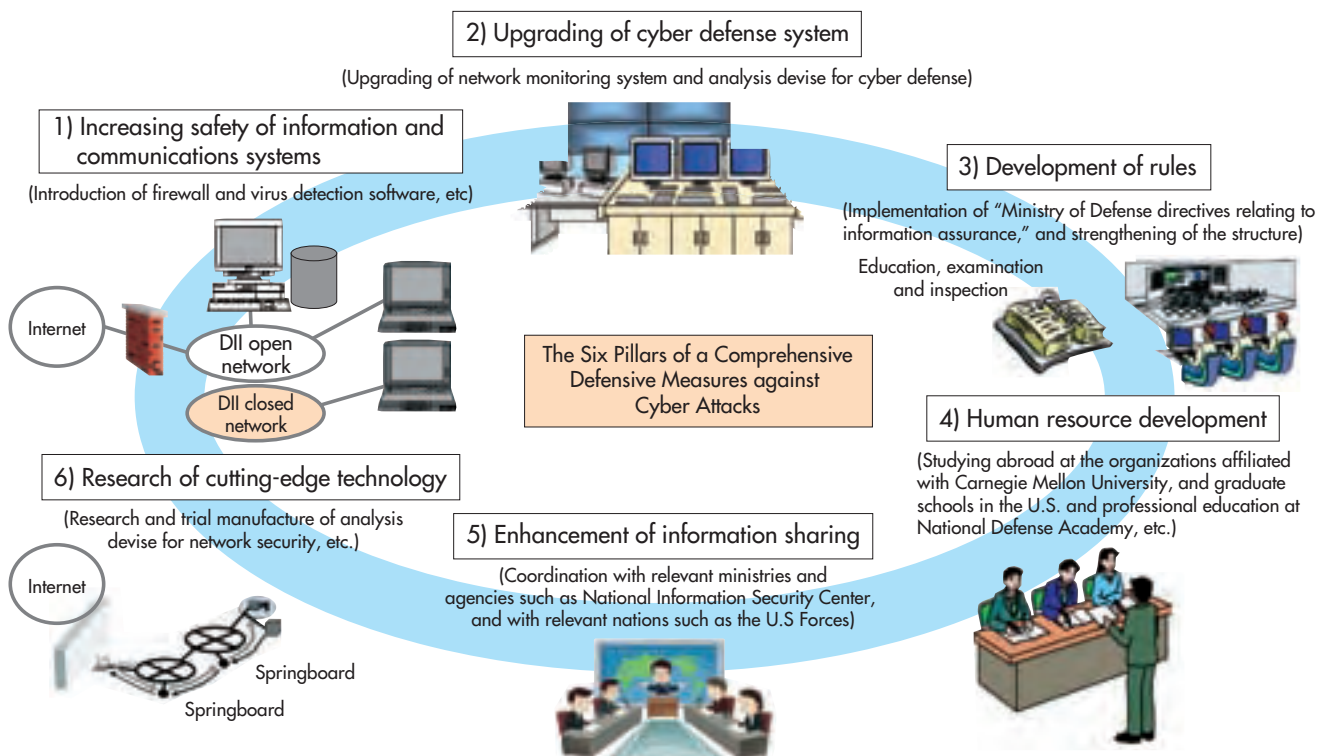 2) Upgrading of cyber defense system
(Upgrading of network monitoring system and analysis devise for cyber defense)
1) Increasing safety of information and
communications systems
(Introduction of firewall and virus detection software, etc)
Internet
DII open
network
DII closed
network
3) Development of rules
(Implementation of “Ministry of Defense directives relating to
information assurance,” and strengthening of the structure)
Education, examination
and inspection
The Six Pillars of a Comprehensive
Defensive Measures against
Cyber Attacks
4) Human resource development
(Studying abroad at the organizations affiliated
with Carnegie Mellon University, and graduate
schools in the U.S. and professional education at
National Defense Academy, etc.)
5) Enhancement of information sharing
(Coordination with relevant ministries and
agencies such as National Information Security Center,
and with relevant nations such as the U.S Forces)
6) Research of cutting-edge technology
(Research and trial manufacture of analysis
devise for network security, etc.)
Internet
Springboard
Springboard